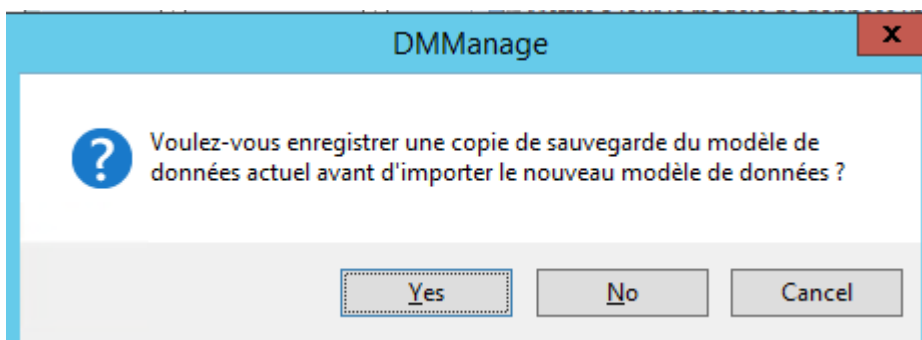 DMManage
x
Voulez-vous enregistrer une copie de sauvegarde du modèle de
données actuel avant d'importer le nouveau modèle de données ?
Yes
No
Cancel